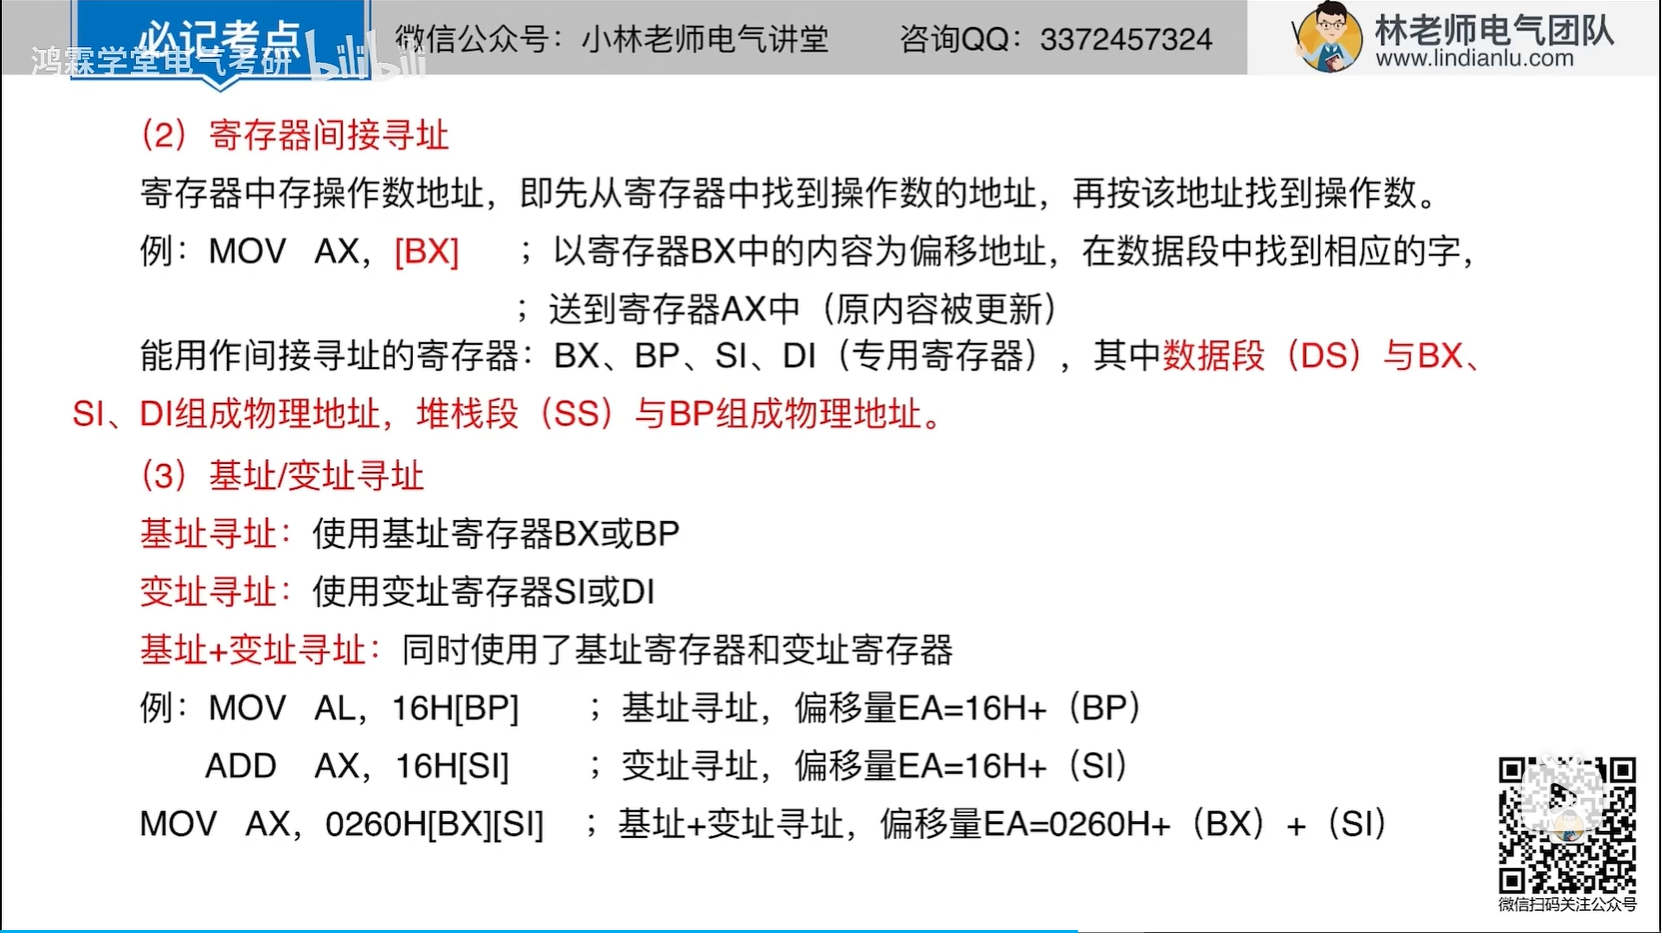 必记考点
鸿霖学堂电气考研 bilibili
微信公众号：小林老师电气讲堂 咨询QQ：3372457324
林老师电气团队
www.lindianlu.com
（2）寄存器间接寻址
寄存器中存操作数地址，即先从寄存器中找到操作数的地址，再按该地址找到操作数。
例：MOV AX，[BX] ；以寄存器BX中的内容为偏移地址，在数据段中找到相应的字，
；送到寄存器AX中（原内容被更新）
能用作间接寻址的寄存器：BX、BP、SI、DI（专用寄存器），其中数据段（DS）与BX、
SI、DI组成物理地址，堆栈段（SS）与BP组成物理地址。
（3）基址/变址寻址
基址寻址：使用基址寄存器BX或BP
变址寻址：使用变址寄存器SI或DI
基址+变址寻址：同时使用了基址寄存器和变址寄存器
例：MOV AL，16H[BP] ；基址寻址，偏移量EA=16H+（BP）
ADD AX，16H[SI] ；变址寻址，偏移量EA=16H+（SI）
MOV AX，0260H[BX][SI] ；基址+变址寻址，偏移量EA=0260H+（BX）+（SI）
微信扫码关注公众号